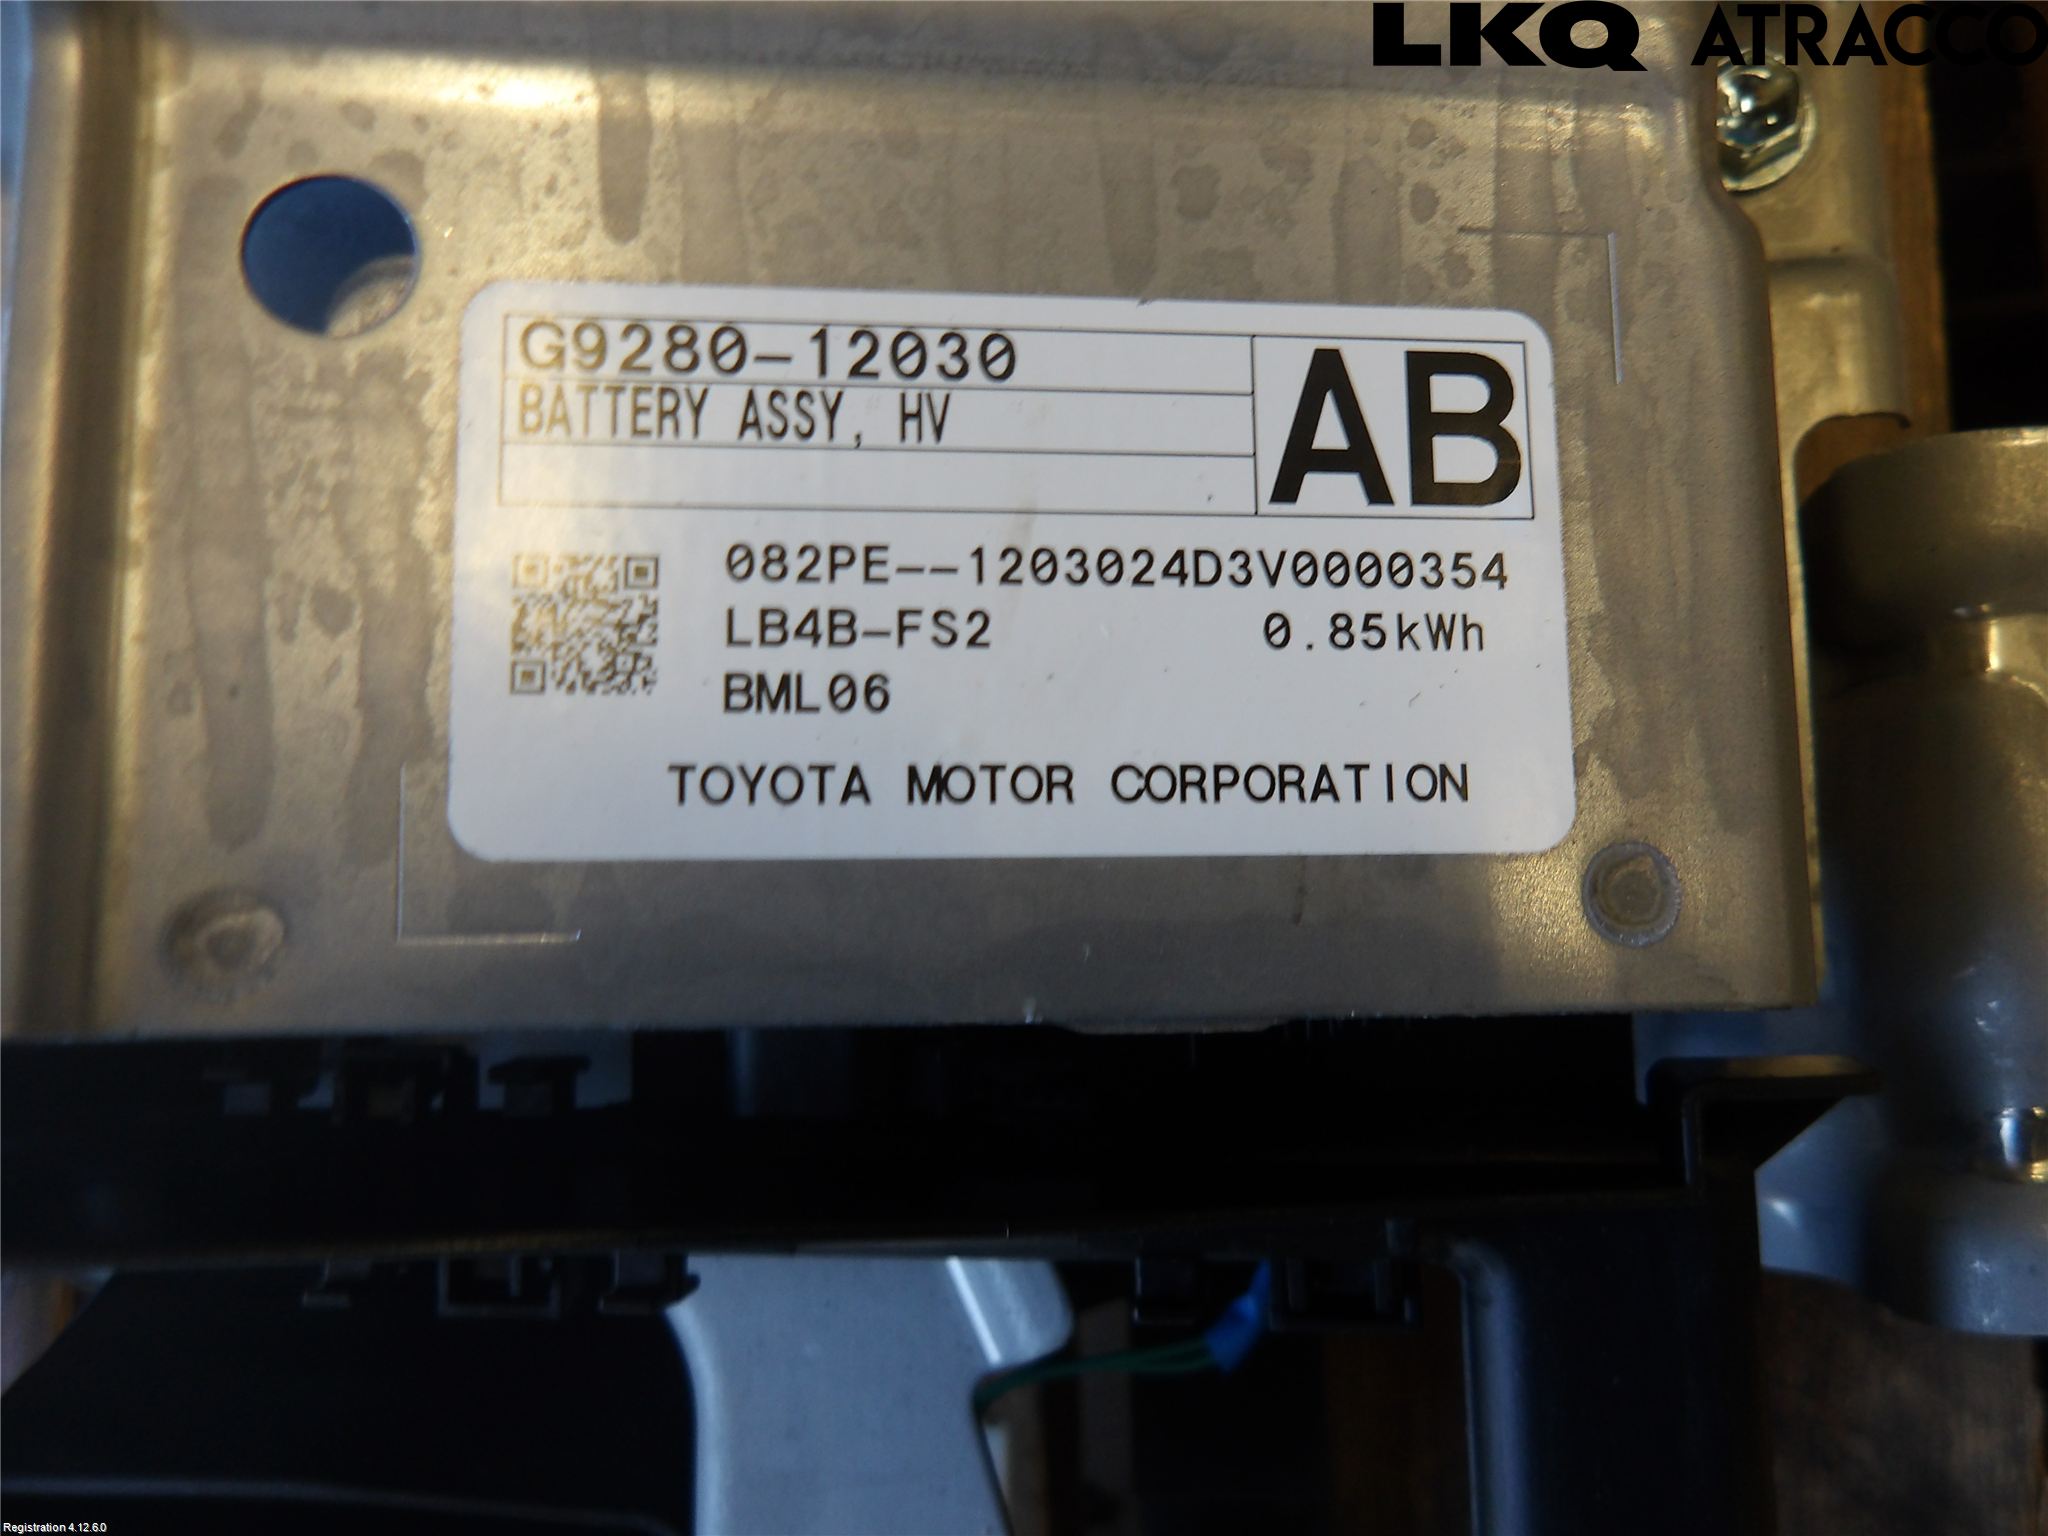 LKQ ATRACCO
G9280-12030
BATTERY ASSY, HV
AB
082PE--1203024D3V0000354
LB4B-FS2 0.85kWh
BML06
TOYOTA MOTOR CORPORATION
Registration 4.12.6.0